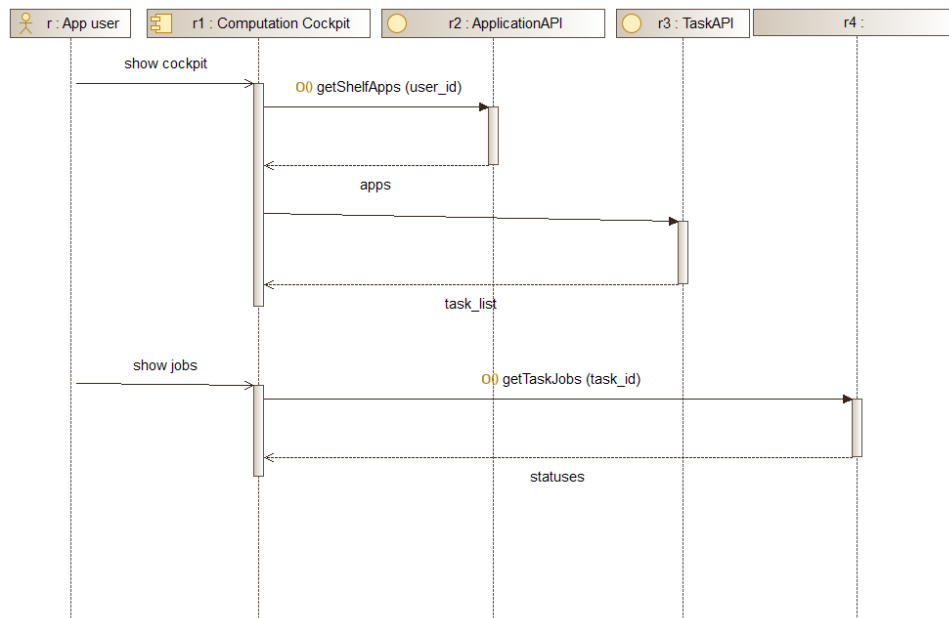 r : App user
r1 : Computation Cockpit
r2 : ApplicationAPI
r3 : TaskAPI
r4 :
show cockpit
O() getShelfApps (user_id)
apps
task_list
show jobs
O() getTaskJobs (task_id)
statuses